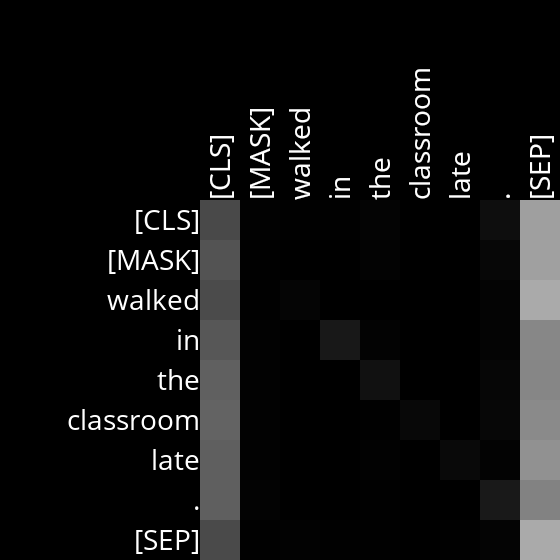 [CLS] [MASK] walked in the classroom late . [SEP]
[CLS]
[MASK]
walked
in
the
classroom
late
.
[SEP]